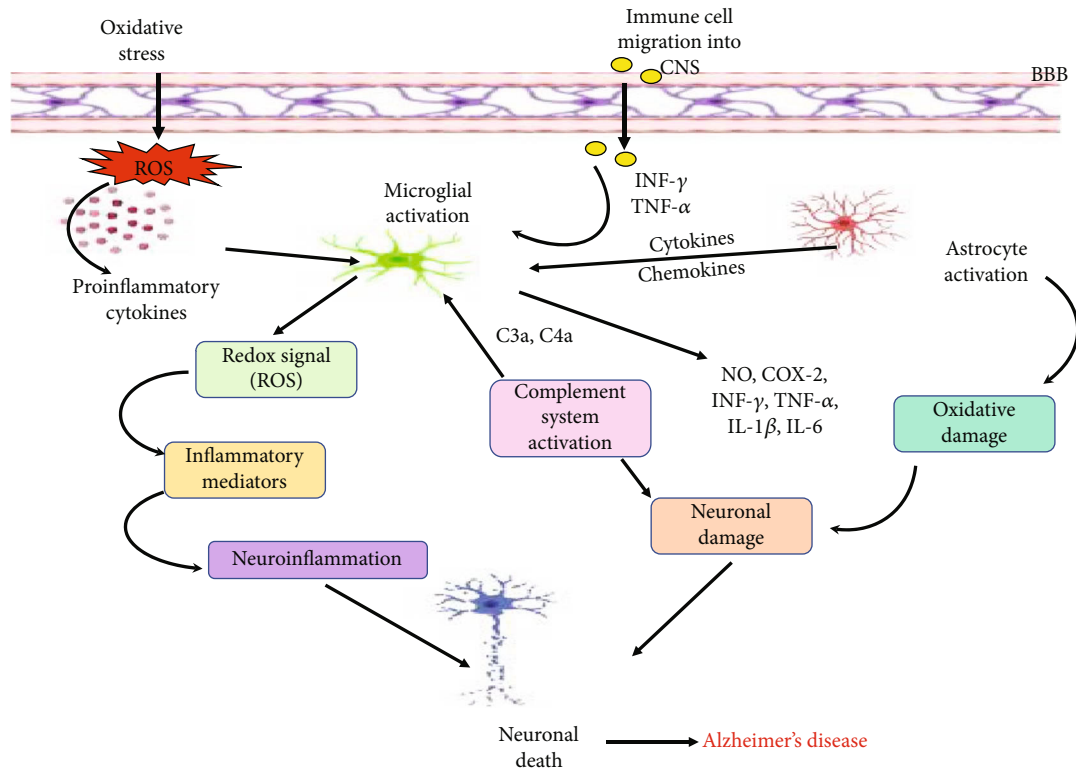 Oxidative
stress
Immune cell
migration into
CNS
BBB
ROS
INF-γ
TNF-α
Microglial
activation
Cytokines
Chemokines
Astrocyte
activation
Proinflammatory
cytokines
C3a, C4a
Redox signal
(ROS)
NO, COX-2,
INF-γ, TNF-α,
IL-1β, IL-6
Complement
system
activation
Oxidative
damage
Inflammatory
mediators
Neuronal
damage
Neuroinflammation
Neuronal
death
Alzheimer's disease